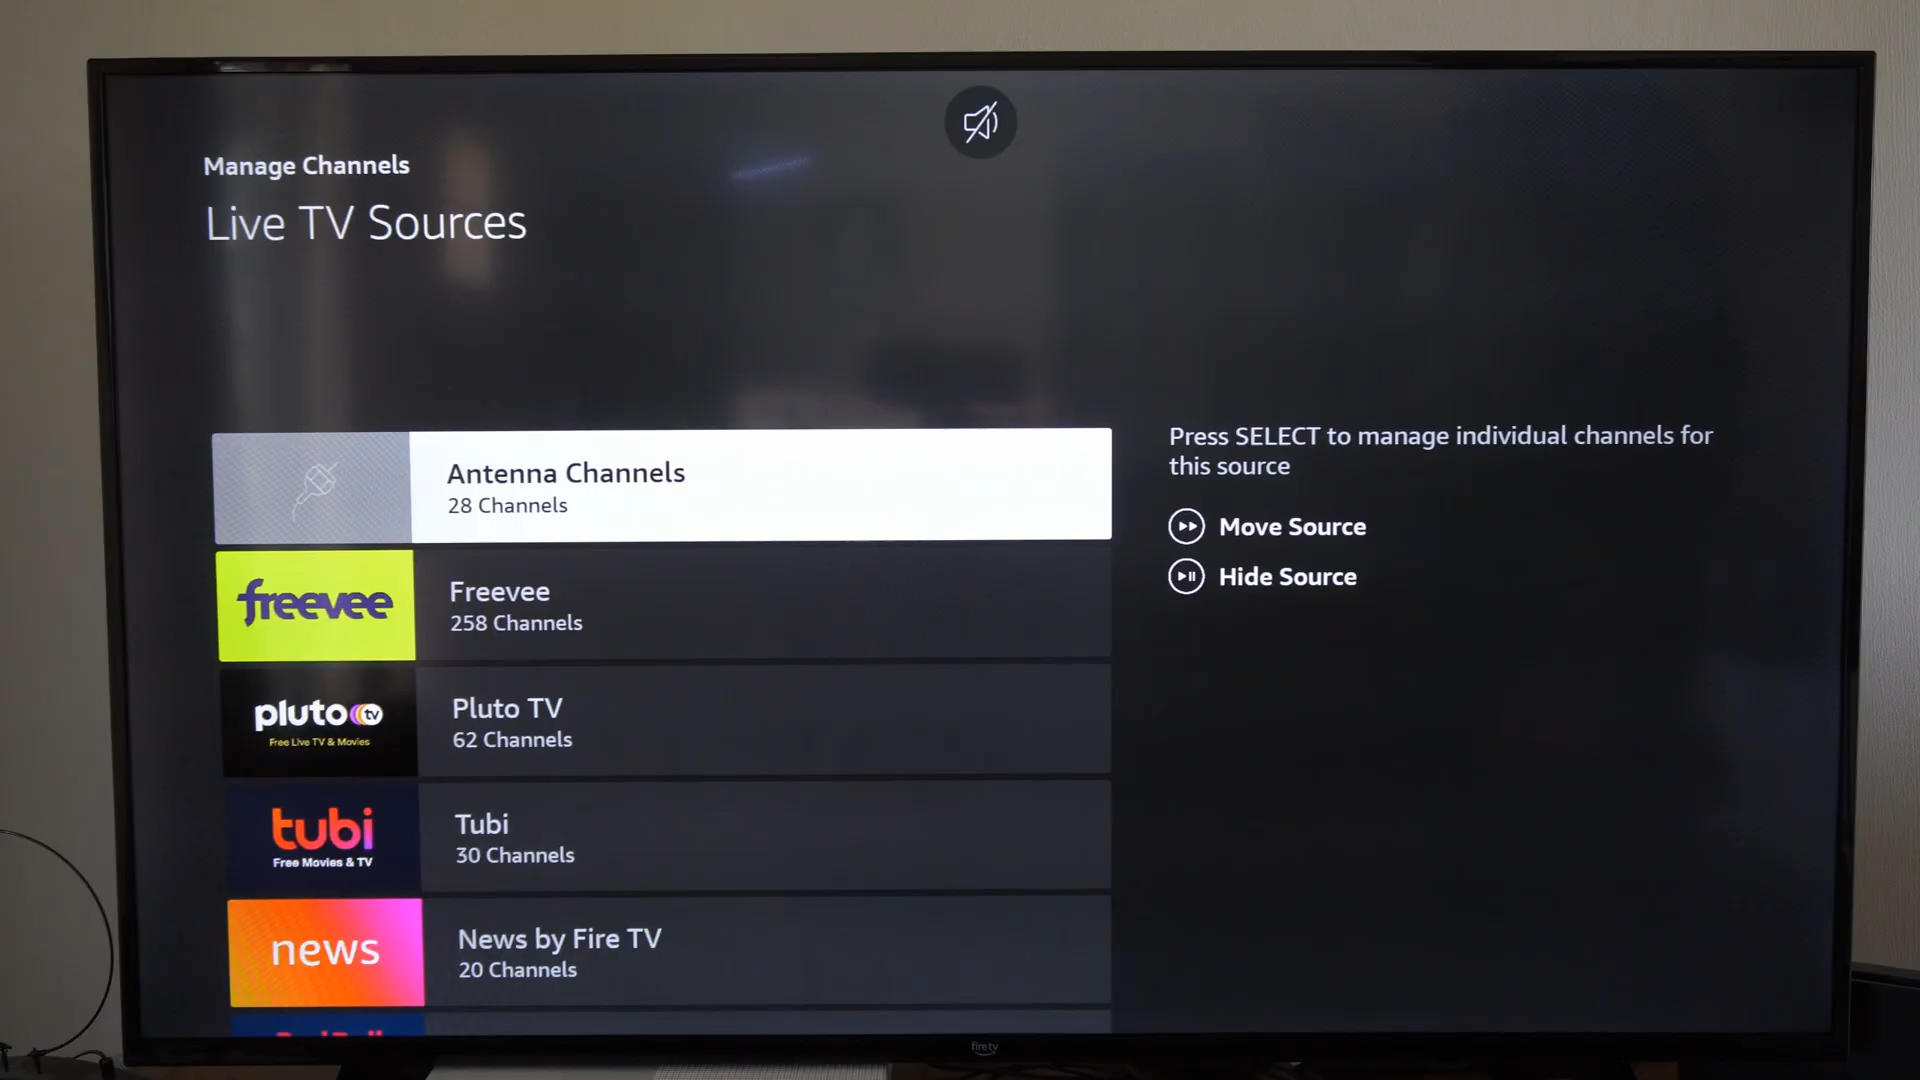 Manage Channels
Live TV Sources
Antenna Channels
28 Channels
Press SELECT to manage individual channels for
this source
Move Source
Hide Source
freevee
Freevee
258 Channels
pluto tv
Free Live TV & Movies
Pluto TV
62 Channels
tubi
Free Movies & TV
Tubi
30 Channels
news
News by Fire TV
20 Channels
fire tv